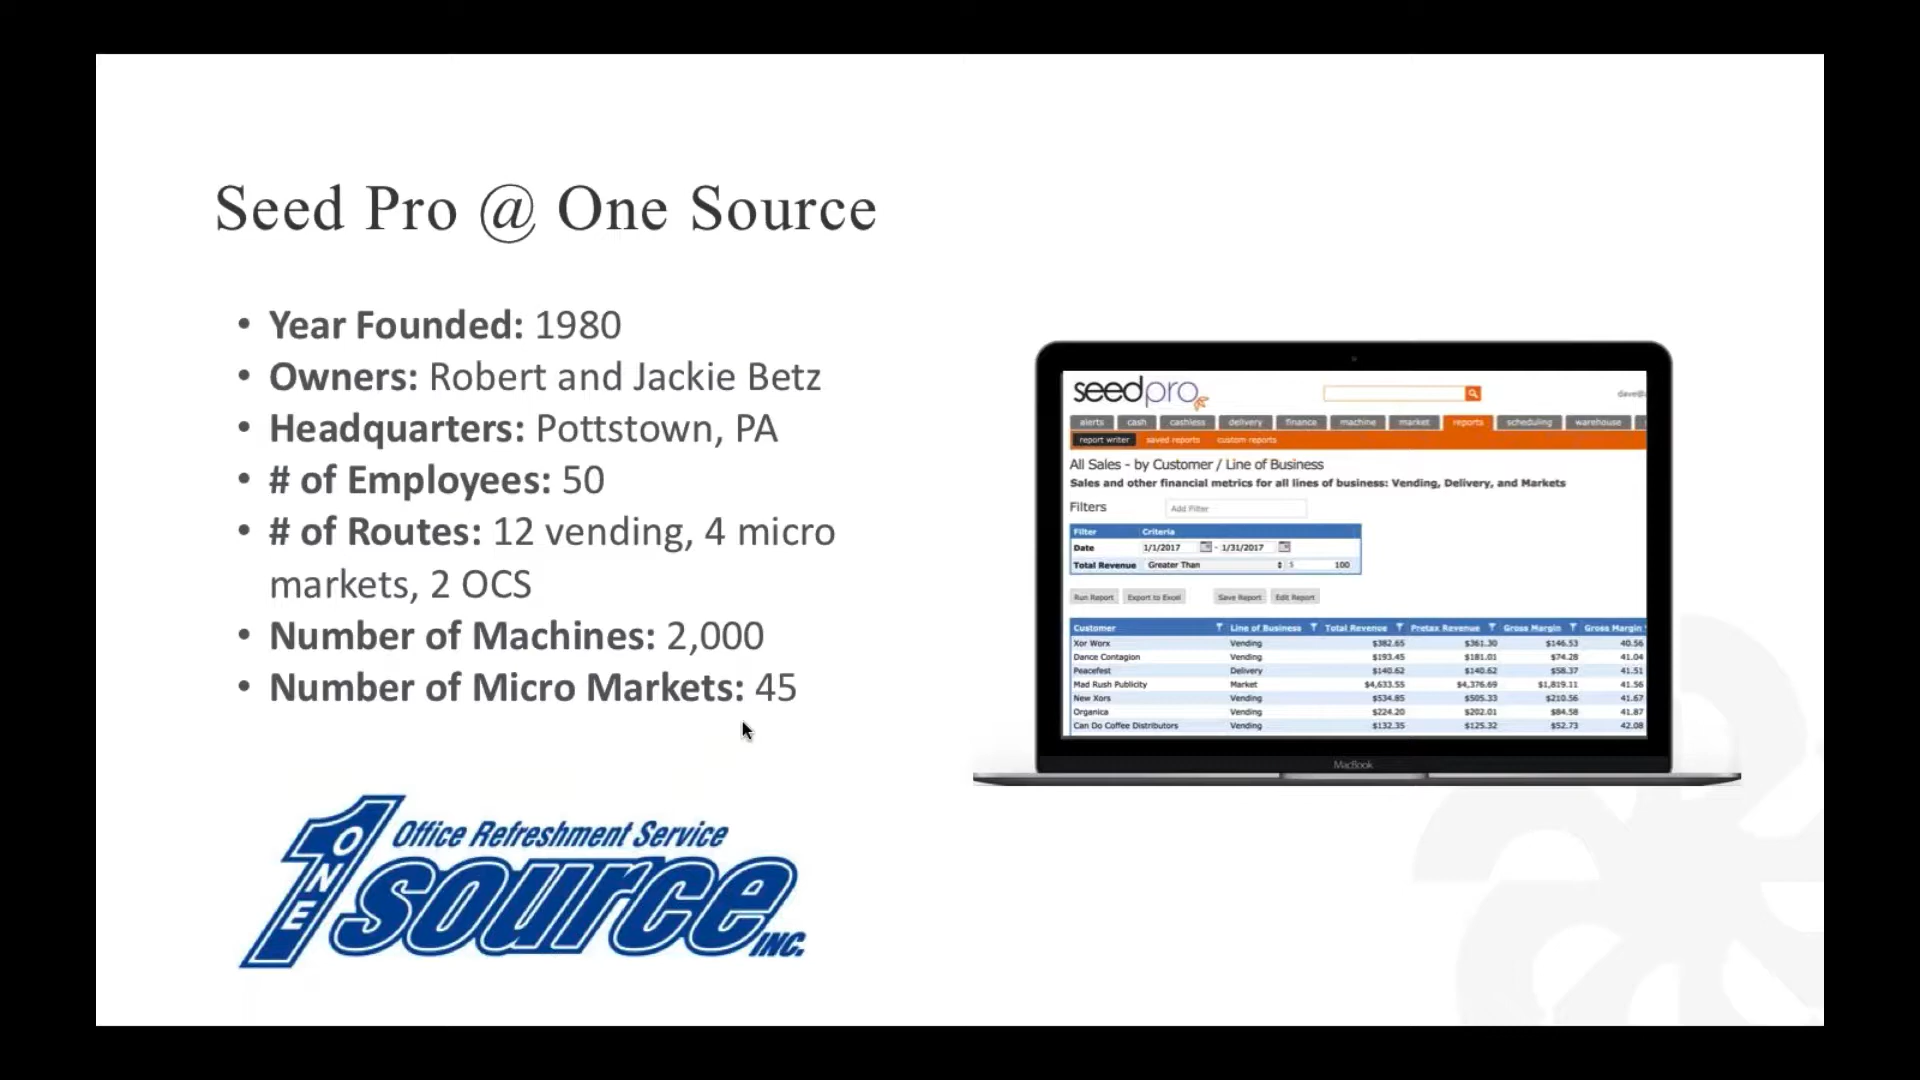 Seed Pro @ One Source
• Year Founded: 1980
• Owners: Robert and Jackie Betz
• Headquarters: Pottstown, PA
• # of Employees: 50
• # of Routes: 12 vending, 4 micro
markets, 2 OCS
• Number of Machines: 2,000
• Number of Micro Markets: 45
ONE
1
Office Refreshment Service
source
INC.
seedpro
alerts cash cashless delivery finance machine market reports scheduling warehouse
report writer saved reports custom reports
All Sales - by Customer / Line of Business
Sales and other financial metrics for all lines of business: Vending, Delivery, and Markets
Filters Add Filter
Filter Criteria
Date 1/1/2017 - 1/31/2017
Total Revenue Greater Than $ 100
Run Report Export to Excel Save Report Edit Report
Customer Line of Business Total Revenue Pretax Revenue Gross Margin Gross Margin
Xor Worx Vending $382.65 $361.30 $146.53 40.56
Dance Contagion Vending $193.45 $181.01 $74.28 41.04
Peacefest Delivery $140.62 $140.62 $58.37 41.51
Mad Rush Publicity Market $4,633.55 $4,376.69 $1,819.11 41.56
New Xors Vending $534.85 $505.33 $210.56 41.67
Organica Vending $224.20 $202.01 $84.58 41.87
Can Do Coffee Distributors Vending $132.35 $125.32 $52.73 42.08
MacBook